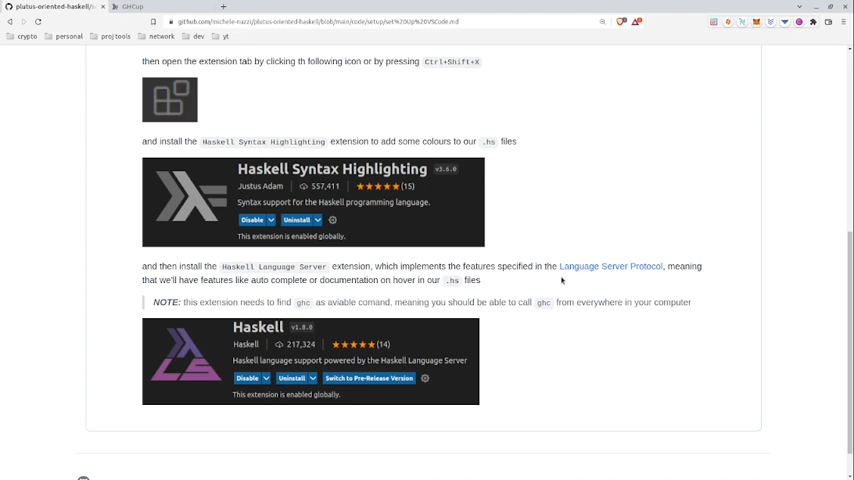 plutus-oriented-haskell/
GHCup
github.com/michele-nuzzi/plutus-oriented-haskell/blob/main/code/setup/set%20Up%20VSCode.md
crypto personal proj tools network dev yt
then open the extension tab by clicking th following icon or by pressing Ctrl+Shift+X
and install the Haskell Syntax Highlighting extension to add some colours to our .hs files
Haskell Syntax Highlighting v3.6.0
Justus Adam 557,411 (15)
Syntax support for the Haskell programming language.
Disable Uninstall
This extension is enabled globally.
and then install the Haskell Language Server extension, which implements the features specified in the Language Server Protocol, meaning
that we'll have features like auto complete or documentation on hover in our .hs files
NOTE: this extension needs to find ghc as aviable comand, meaning you should be able to call ghc from everywhere in your computer
Haskell v1.8.0
Haskell 217,324 (14)
Haskell language support powered by the Haskell Language Server
Disable Uninstall Switch to Pre-Release Version
This extension is enabled globally.